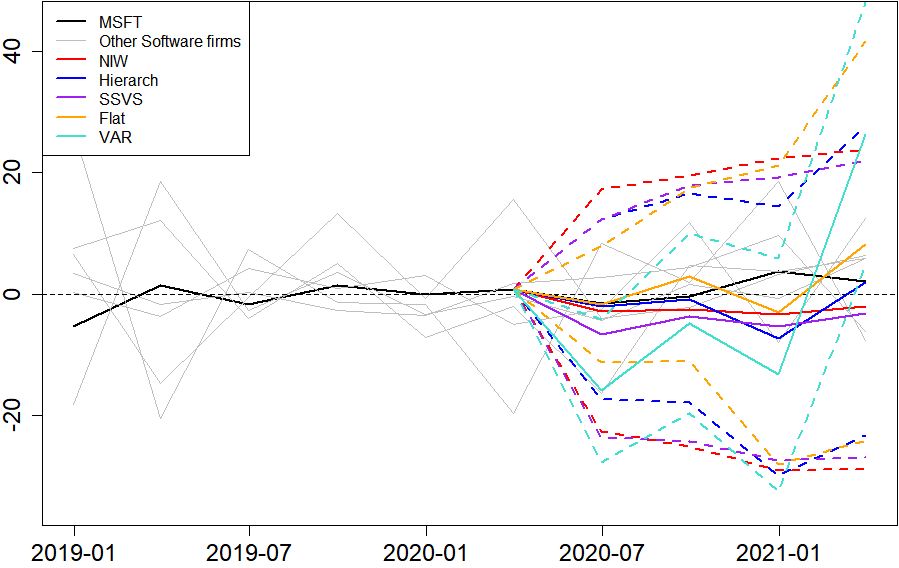 MSFT
Other Software firms
NIW
Hierarch
SSVS
Flat
VAR
40
20
0
-20
2019-01 2019-07 2020-01 2020-07 2021-01